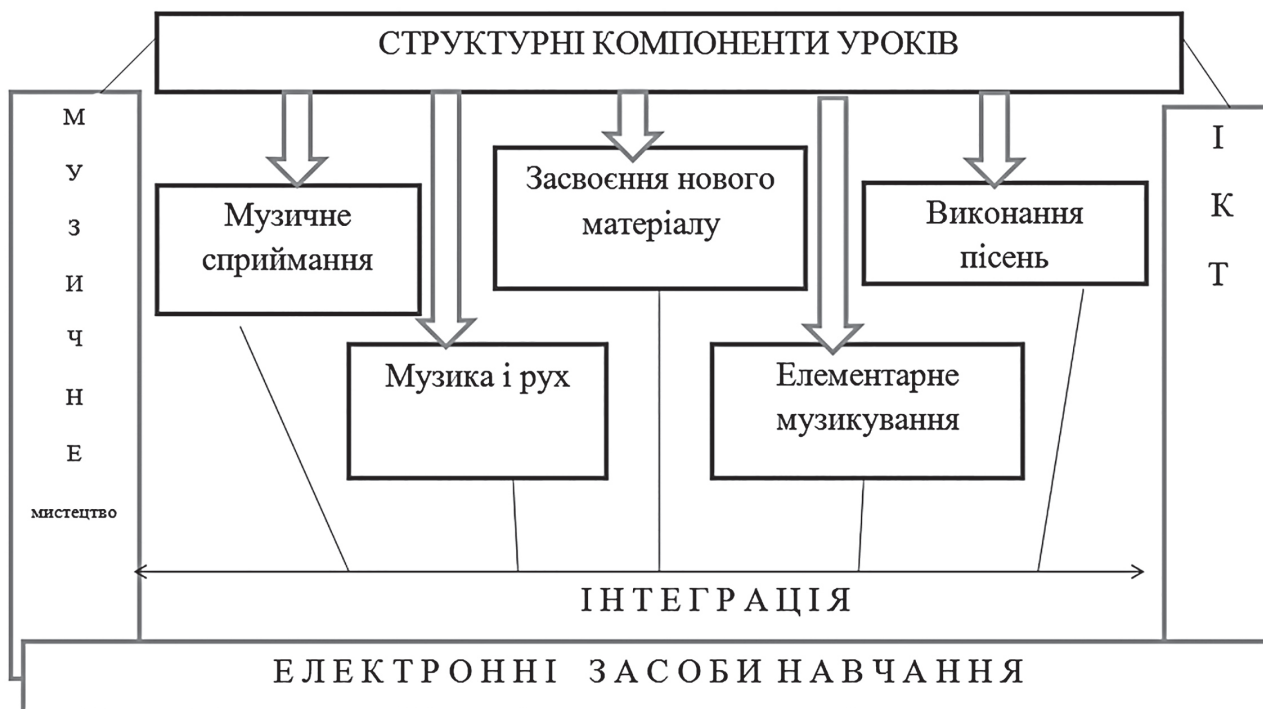 СТРУКТУРНІ КОМПОНЕНТИ УРОКІВ
М
У
З
И
Ч
Н
Е
мистецтво
Музичне
сприймання
Музика і рух
Засвоєння нового
матеріалу
Елементарне
музикування
Виконання
пісень
І
К
Т
ІНТЕГРАЦІЯ
ЕЛЕКТРОННІ ЗАСОБИ НАВЧАННЯ